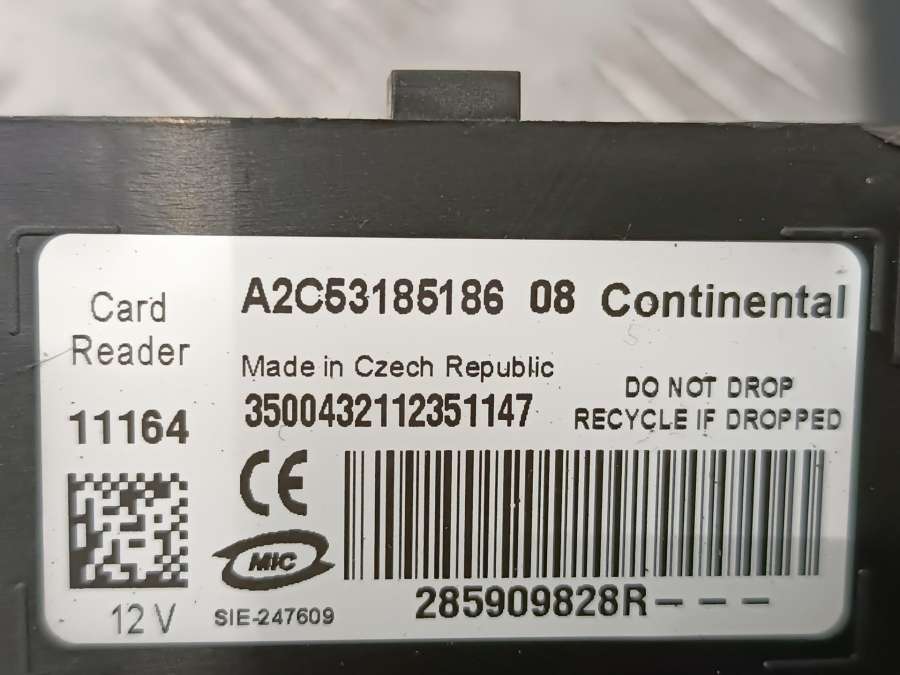 Card
Reader
11164
12 V
A2C53185186 08 Continental
Made in Czech Republic
3500432112351147
DO NOT DROP
RECYCLE IF DROPPED
CE
MIC
SIE-247609
285909828R---